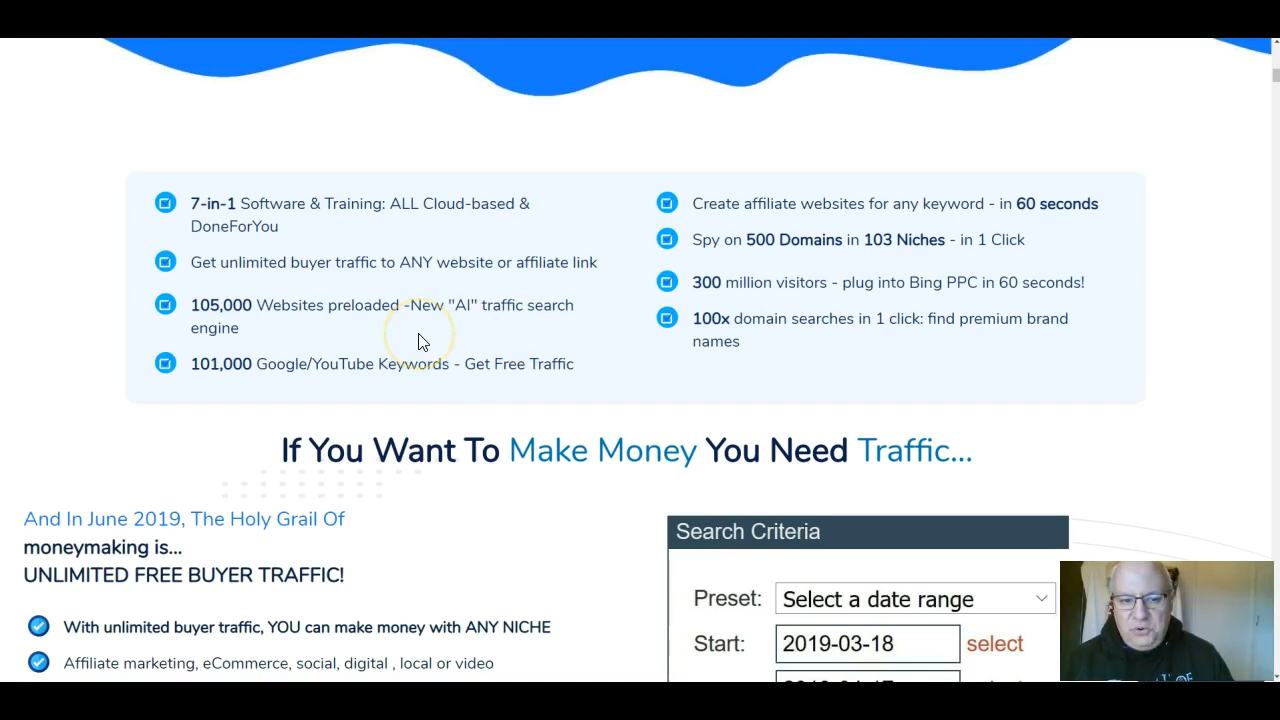 7-in-1 Software & Training: ALL Cloud-based &
DoneForYou
Get unlimited buyer traffic to ANY website or affiliate link
105,000 Websites preloaded -New "AI" traffic search
engine
101,000 Google/YouTube Keywords - Get Free Traffic
Create affiliate websites for any keyword - in 60 seconds
Spy on 500 Domains in 103 Niches - in 1 Click
300 million visitors - plug into Bing PPC in 60 seconds!
100x domain searches in 1 click: find premium brand
names
If You Want To Make Money You Need Traffic...
And In June 2019, The Holy Grail Of
moneymaking is...
UNLIMITED FREE BUYER TRAFFIC!
With unlimited buyer traffic, YOU can make money with ANY NICHE
Affiliate marketing, eCommerce, social, digital , local or video
Search Criteria
Preset: Select a date range
Start: 2019-03-18 select